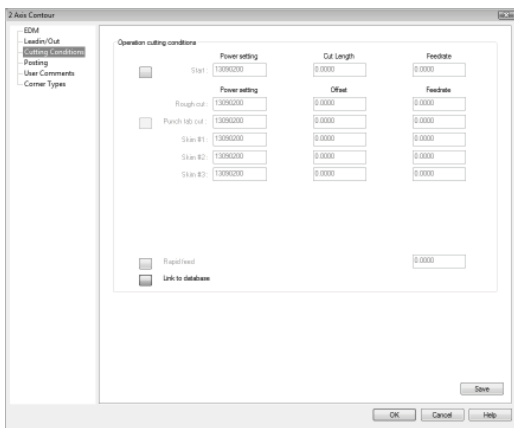 2 Axis Contour
EDM
Leadin/Out
Cutting Conditions
Posting
User Comments
Corner Types
Operation cutting conditions
Power setting Cut Length Feedrate
Start : 13090200 0.0000 0.0000
Power setting Offset Feedrate
Rough cut : 13090200 0.0000 0.0000
Punch tab cut : 13090200 0.0000 0.0000
Skim #1: 13090200 0.0000 0.0000
Skim #2: 13090200 0.0000 0.0000
Skim #3: 13090200 0.0000 0.0000
Rapid feed 0.0000
Link to database
Save
OK Cancel Help